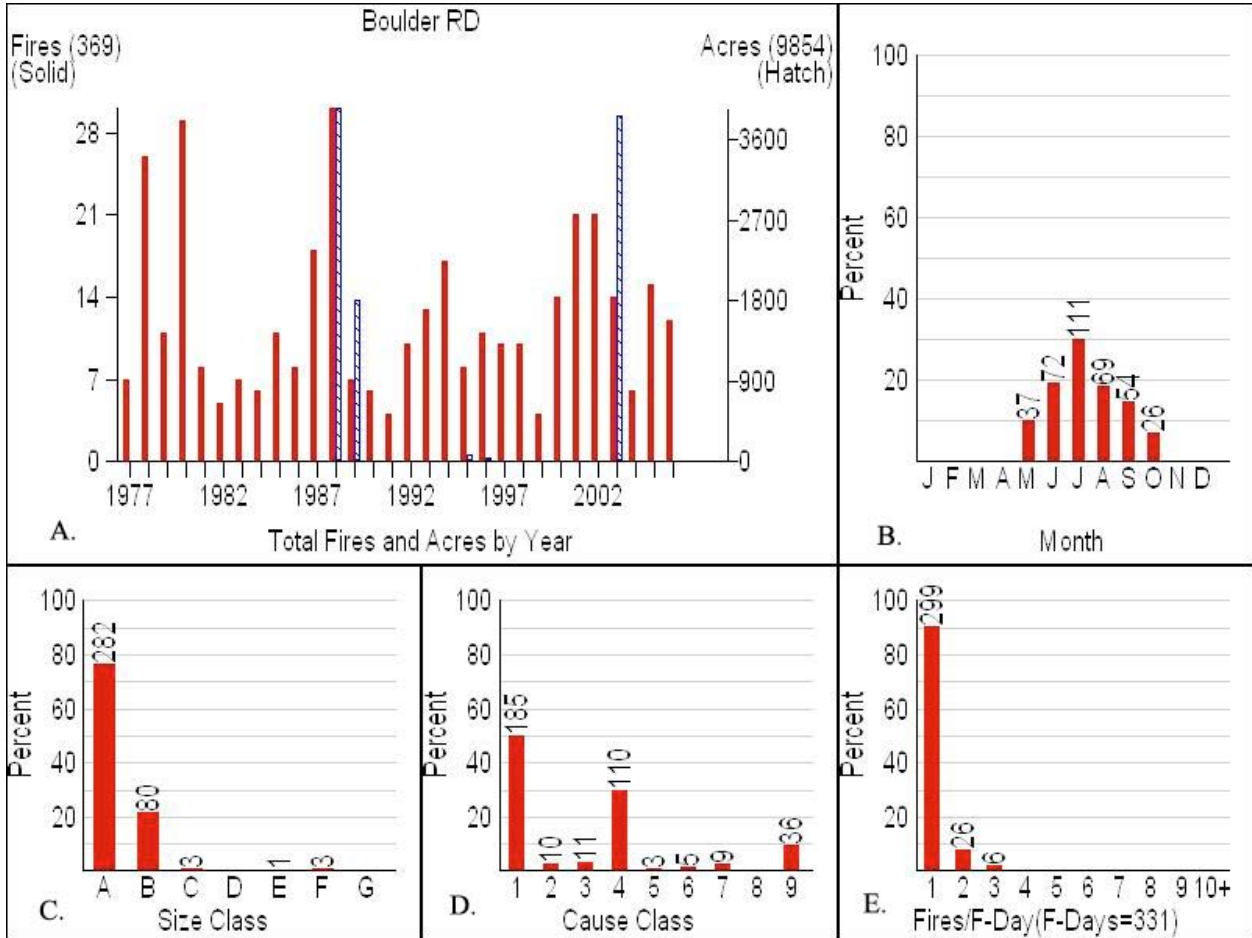 Boulder RD
Fires (369)
(Solid)
Acres (9854)
(Hatch)
28
21
14
7
0
3600
2700
1800
900
0
1977 1982 1987 1992 1997 2002
A.
Total Fires and Acres by Year
100
80
60
40
20
Percent
37 72 111 69 54 26
J F M A M J J A S O N D
B.
Month
100
80
60
40
20
Percent
282 80 3 1 3
A B C D E F G
C.
Size Class
100
80
60
40
20
Percent
185 10 11 110 3 5 9 36
1 2 3 4 5 6 7 8 9
D.
Cause Class
100
80
60
40
20
Percent
299 26 6
1 2 3 4 5 6 7 8 9 10+
E.
Fires/F-Day(F-Days=331)